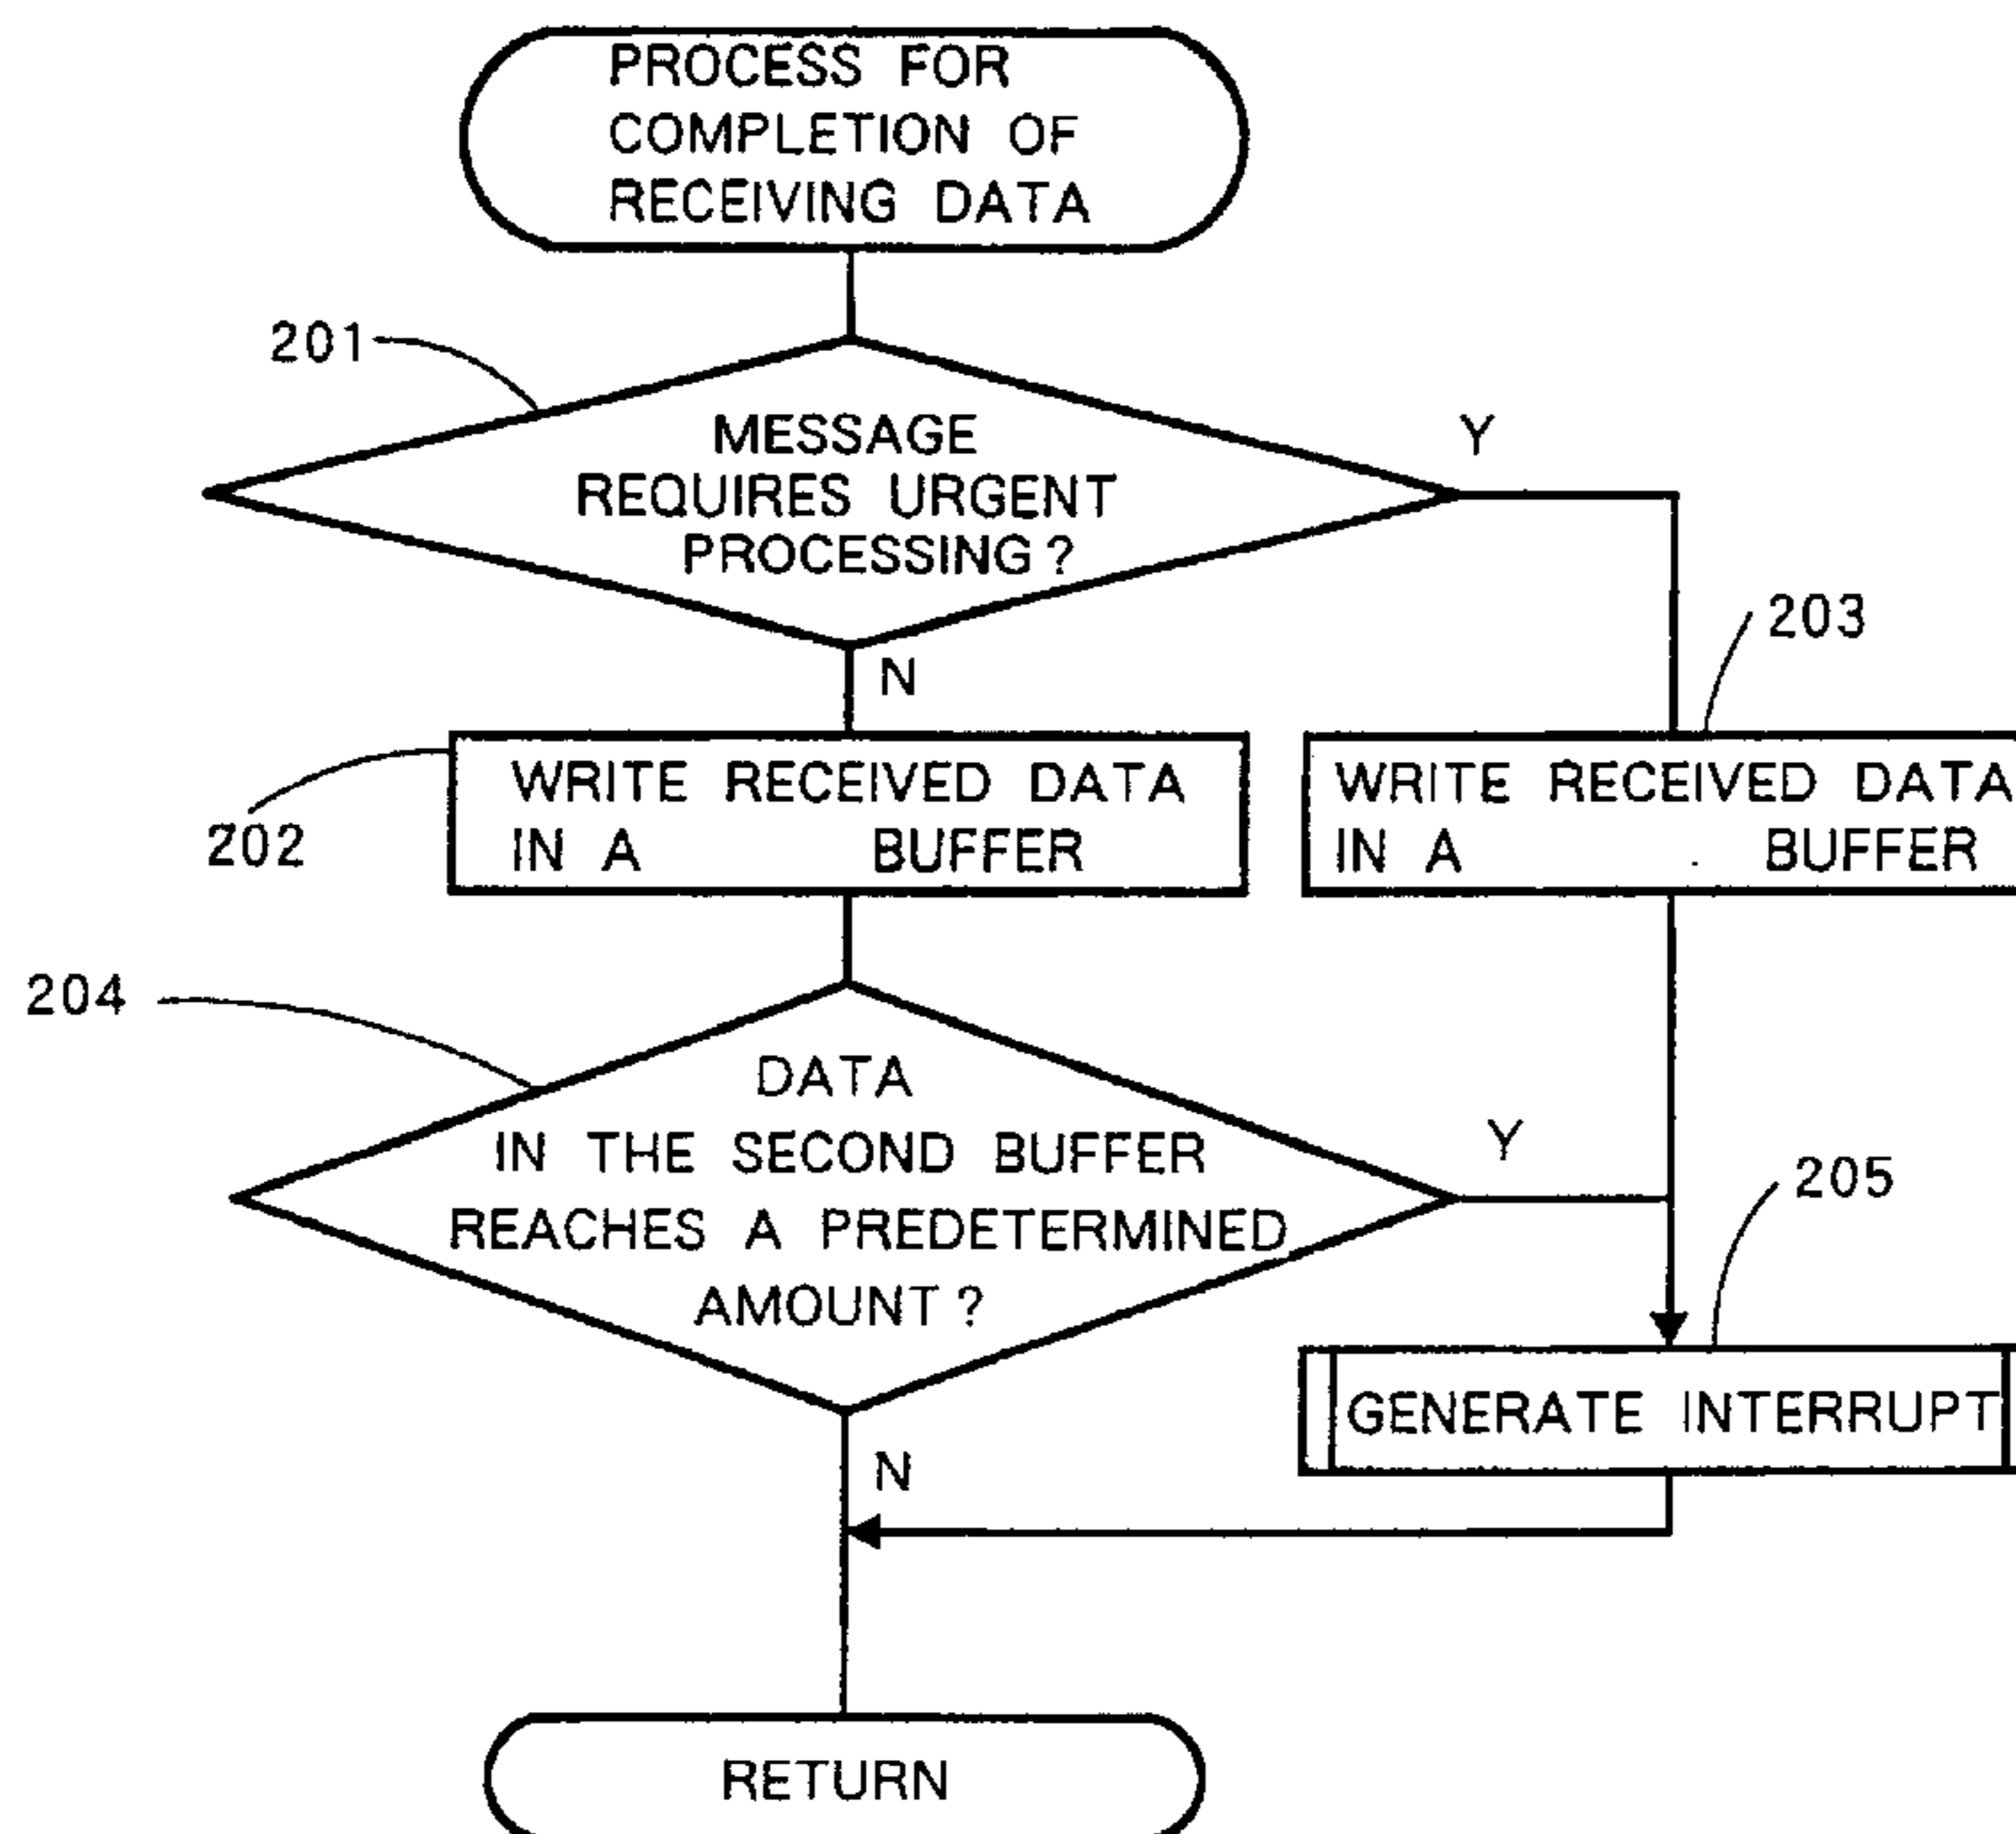 PROCESS FOR
COMPLETION OF
RECEIVING DATA
201
MESSAGE
REQUIRES URGENT
PROCESSING?
Y
N
203
WRITE RECEIVED DATA
IN A BUFFER
202
WRITE RECEIVED DATA
IN A BUFFER
204
DATA
IN THE SECOND BUFFER
REACHES A PREDETERMINED
AMOUNT?
Y
205
GENERATE INTERRUPT
N
RETURN